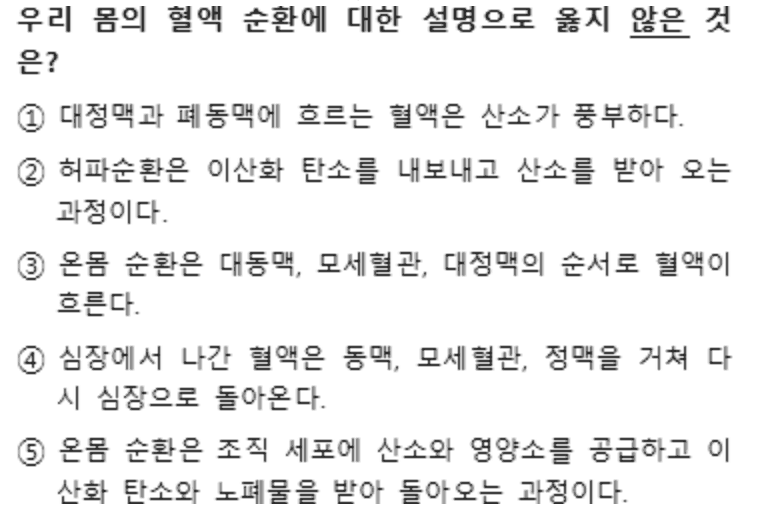 우리 몸의 혈액 순환에 대한 설명으로 옳지 않은 것
은?
① 대정맥과 폐동맥에 흐르는 혈액은 산소가 풍부하다.
② 허파순환은 이산화 탄소를 내보내고 산소를 받아 오는
과정이다.
③ 온몸 순환은 대동맥, 모세혈관, 대정맥의 순서로 혈액이
흐른다.
④ 심장에서 나간 혈액은 동맥, 모세혈관, 정맥을 거쳐 다
시 심장으로 돌아온다.
⑤ 온몸 순환은 조직 세포에 산소와 영양소를 공급하고 이
산화 탄소와 노폐물을 받아 돌아오는 과정이다.